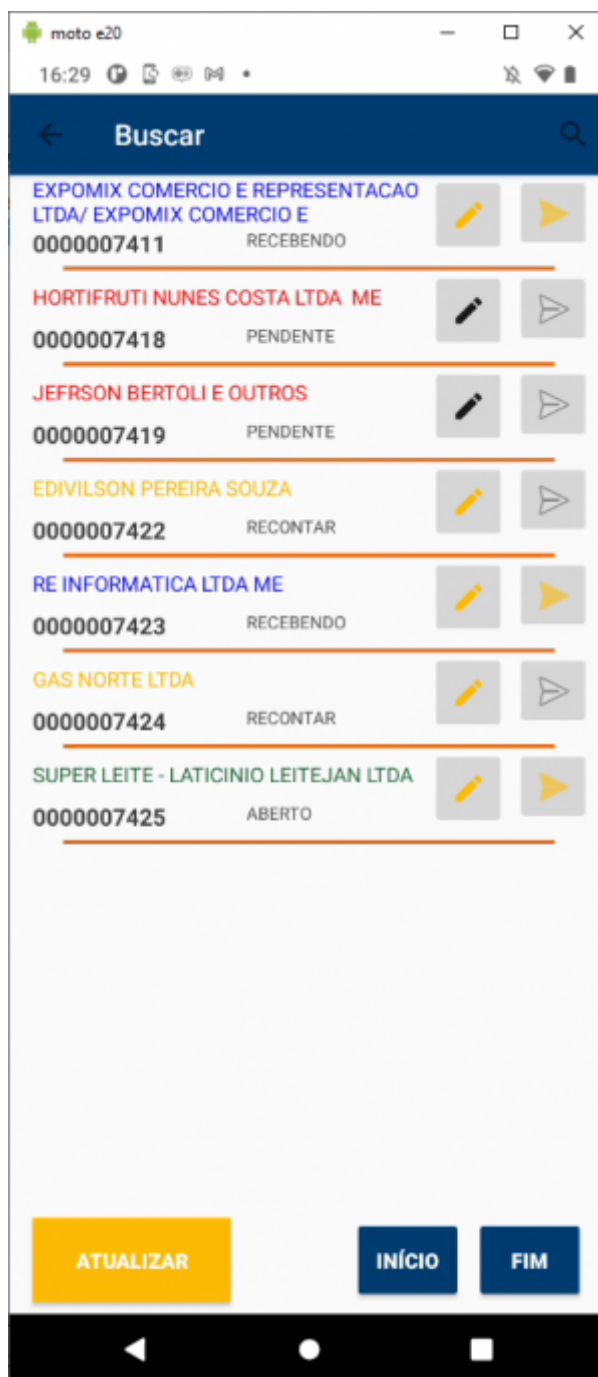 moto e20
16:29
Buscar
EXPOMIX COMERCIO E REPRESENTACAO
LTDA/ EXPOMIX COMERCIO E
0000007411 RECEBENDO
HORTIFRUTI NUNES COSTA LTDA ME
0000007418 PENDENTE
JEFRSON BERTOLI E OUTROS
0000007419 PENDENTE
EDIVILSON PEREIRA SOUZA
0000007422 RECONTAR
RE INFORMATICA LTDA ME
0000007423 RECEBENDO
GAS NORTE LTDA
0000007424 RECONTAR
SUPER LEITE - LATICINIO LEITEJAN LTDA
0000007425 ABERTO
ATUALIZAR INÍCIO FIM